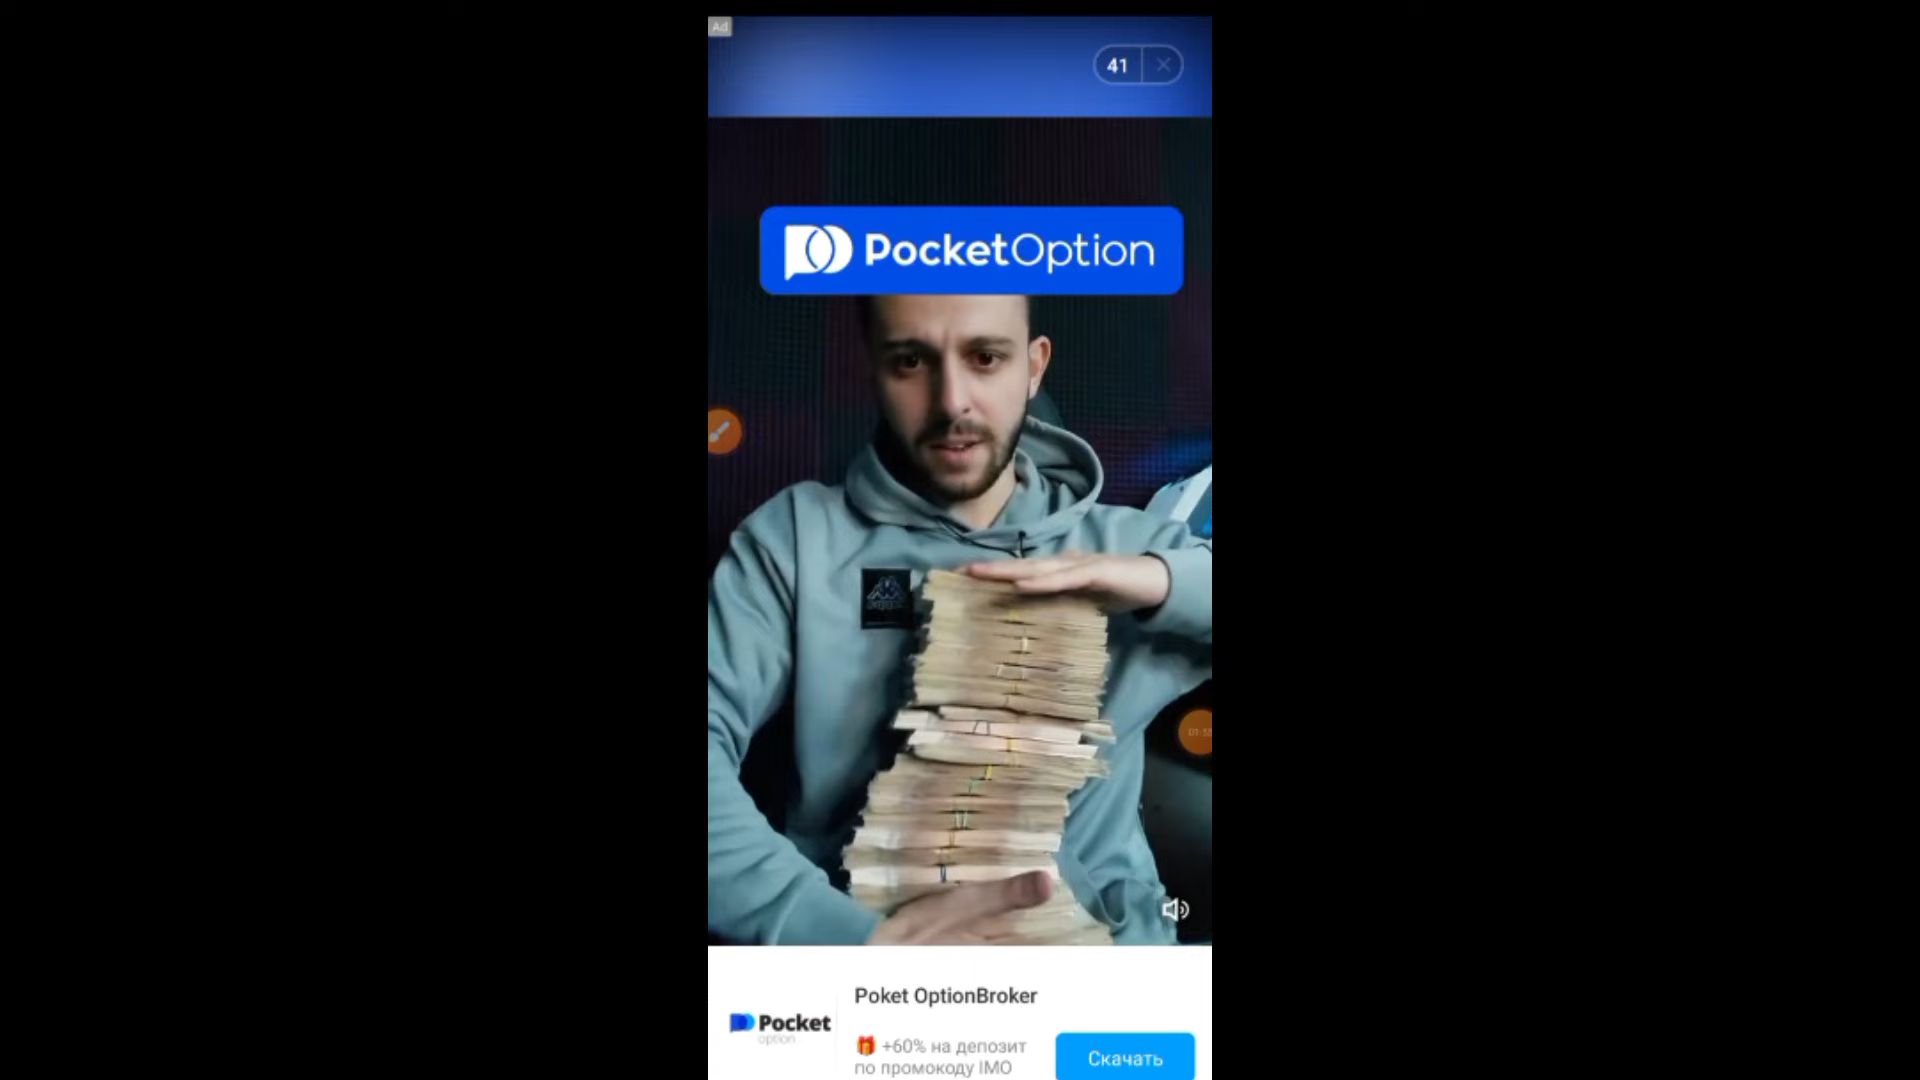 Ad
41
PocketOption
Poket OptionBroker
Pocket
option
+60% на депозит
по промокоду IMO
Скачать